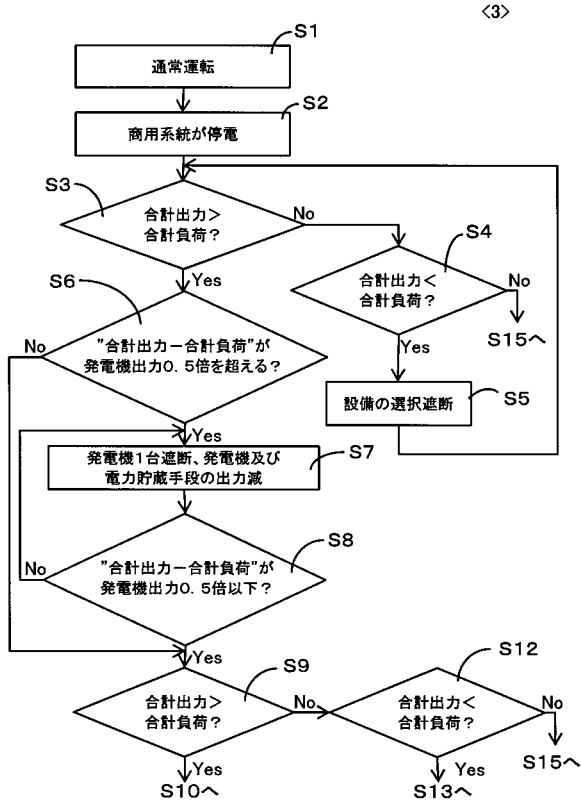 <3>
S1
通常運転
S2
商用系統が停電
S3
合計出力>
合計負荷?
No
Yes
S4
合計出力<
合計負荷?
No
S15へ
Yes
S5
設備の選択遮断
S6
No
"合計出力ー合計負荷"が
発電機出力0.5倍を超える?
Yes
S7
発電機1台遮断、発電機及び
電力貯蔵手段の出力減
S8
No
"合計出力ー合計負荷"が
発電機出力0.5倍以下?
Yes
S9
合計出力>
合計負荷?
No
Yes
S10へ
S12
合計出力<
合計負荷?
No
S15へ
Yes
S13へ